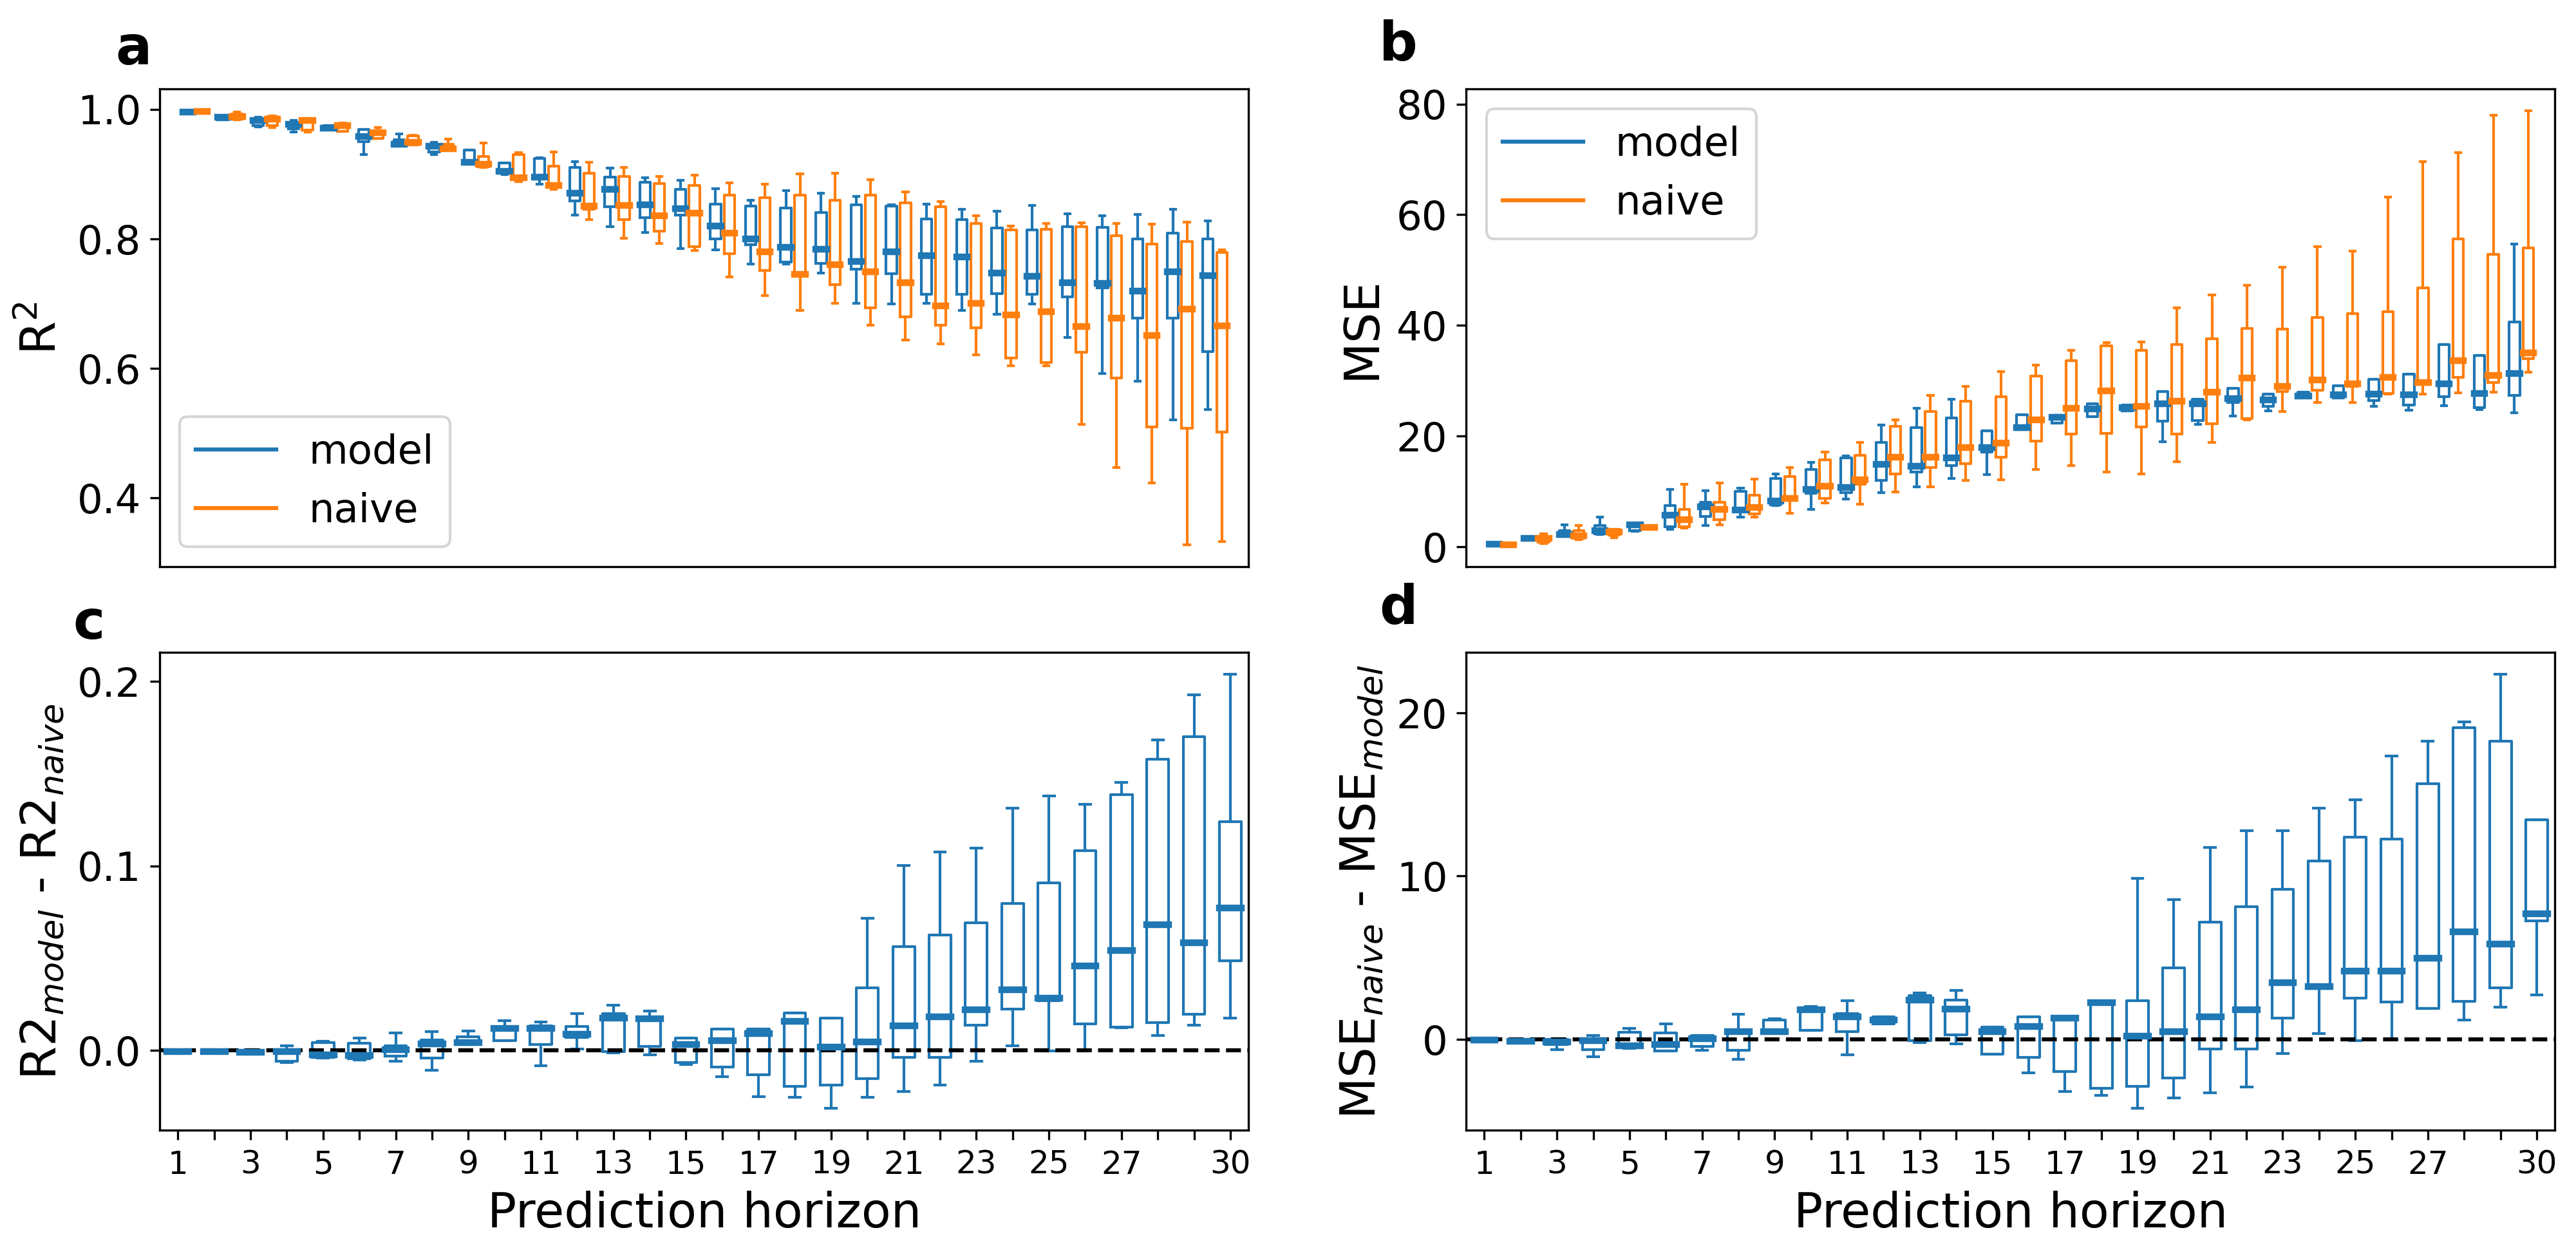 a
1.0
0.8
0.6
0.4
R²
model
naive
b
80
60
40
20
0
MSE
model
naive
c
0.2
0.1
0.0
R2model - R2naive
1 3 5 7 9 11 13 15 17 19 21 23 25 27 30
Prediction horizon
d
20
10
0
MSEnaive - MSEmodel
1 3 5 7 9 11 13 15 17 19 21 23 25 27 30
Prediction horizon